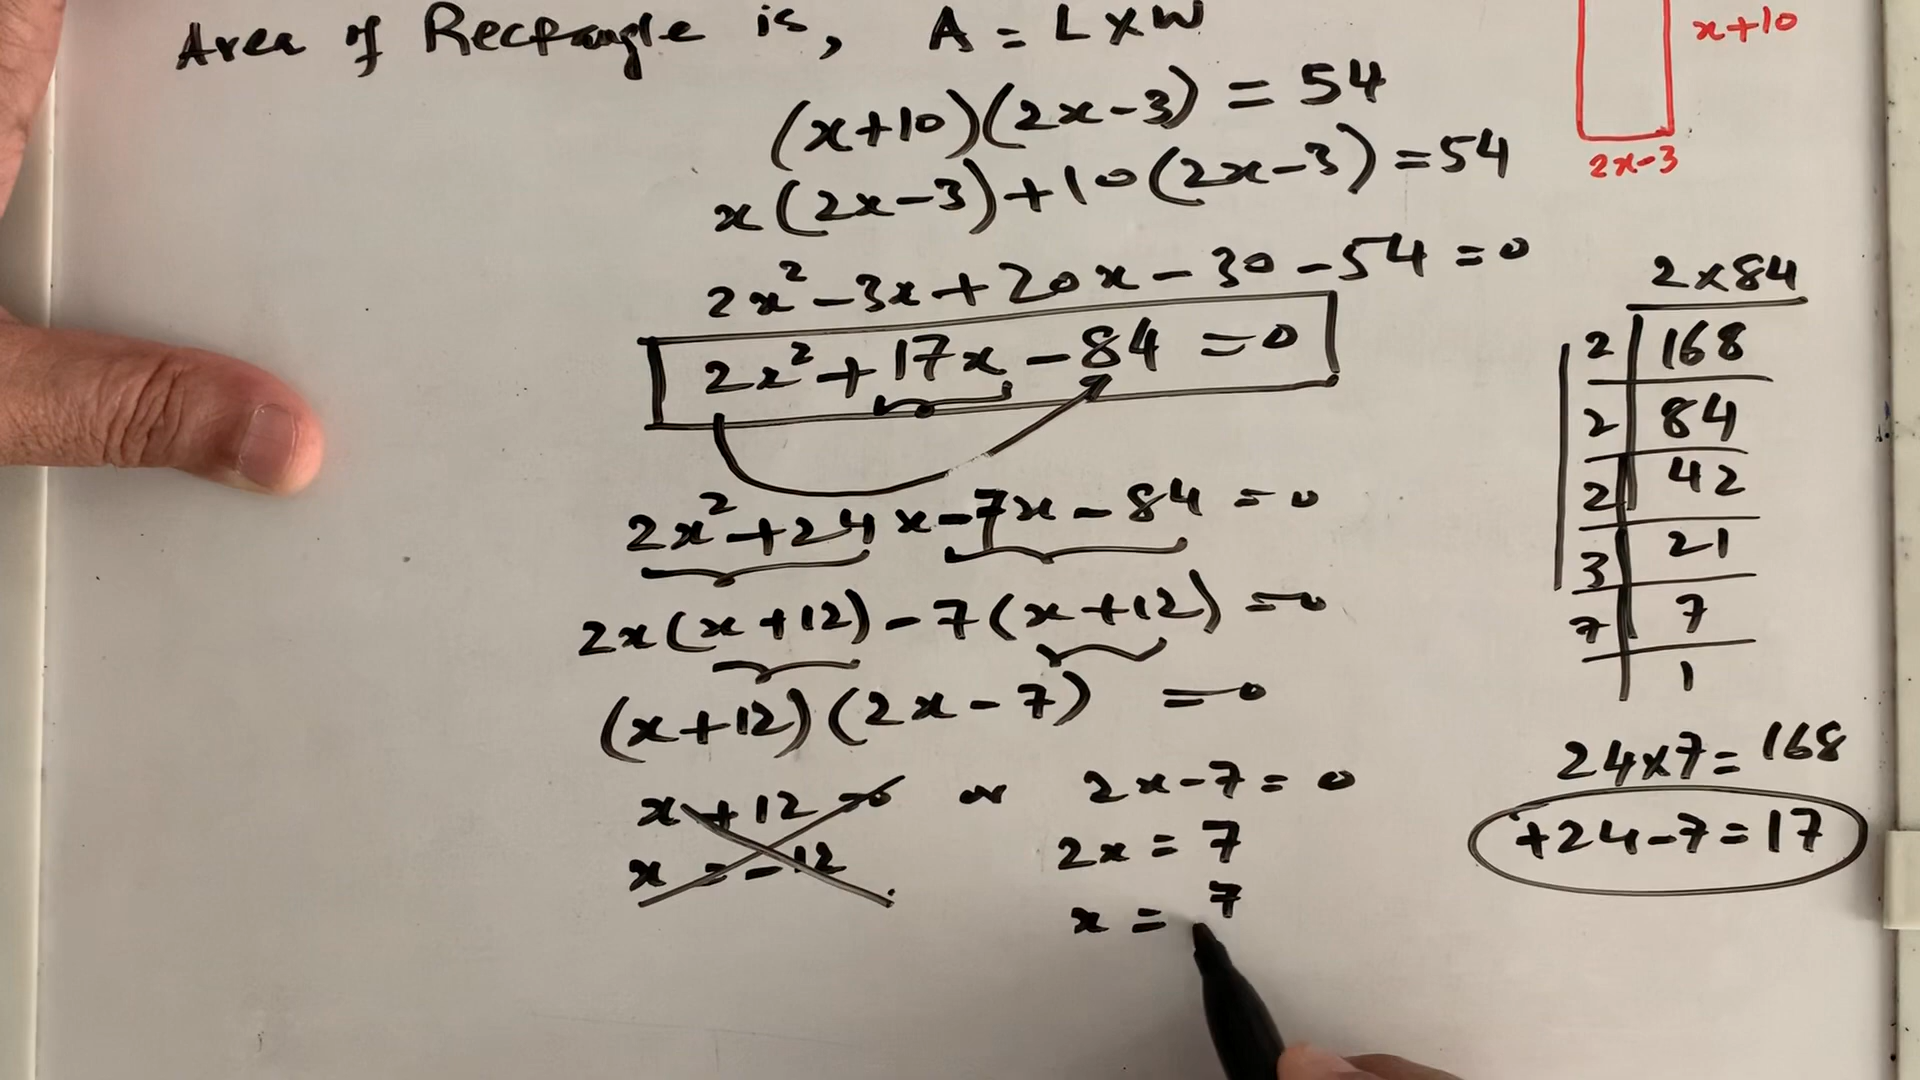 Area of Rectangle is, A = L x W
x+10
(x+10)(2x-3) = 54
2x-3
x(2x-3)+10(2x-3) = 54
2x²-3x+20x-30-54=0
2x²+17x-84=0
2x²+24x-7x-84=0
2x(x+12)-7(x+12)=0
(x+12)(2x-7) =0
x+12=0 or 2x-7=0
x = -12 2x = 7
x = 7
2x84
2 168
2 84
2 42
3 21
7 7
1
24x7=168
+24-7=17